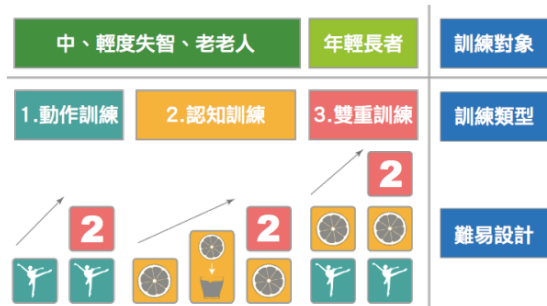 中、輕度失智、老老人
年輕長者
訓練對象
1.動作訓練
2.認知訓練
3.雙重訓練
訓練類型
2
2
2
難易設計